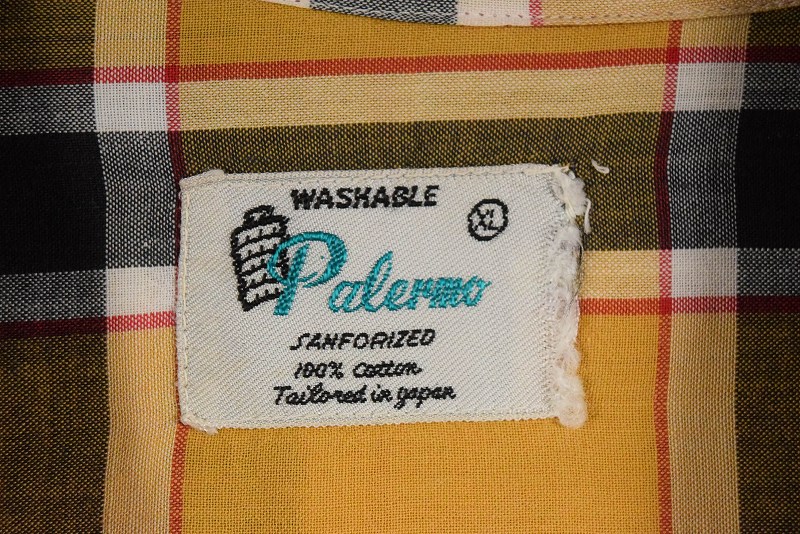 WASHABLE
XL
Palermo
SANFORIZED
100% Cotton
Tailored in japan